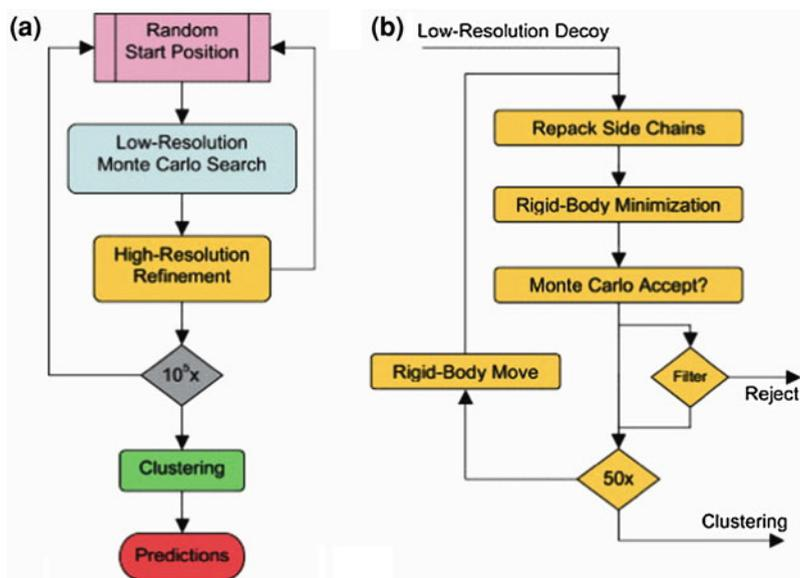 (a)
Random
Start Position
Low-Resolution
Monte Carlo Search
High-Resolution
Refinement
10⁵x
Clustering
Predictions
(b)
Low-Resolution Decoy
Repack Side Chains
Rigid-Body Minimization
Monte Carlo Accept?
Rigid-Body Move
Filter
Reject
50x
Clustering